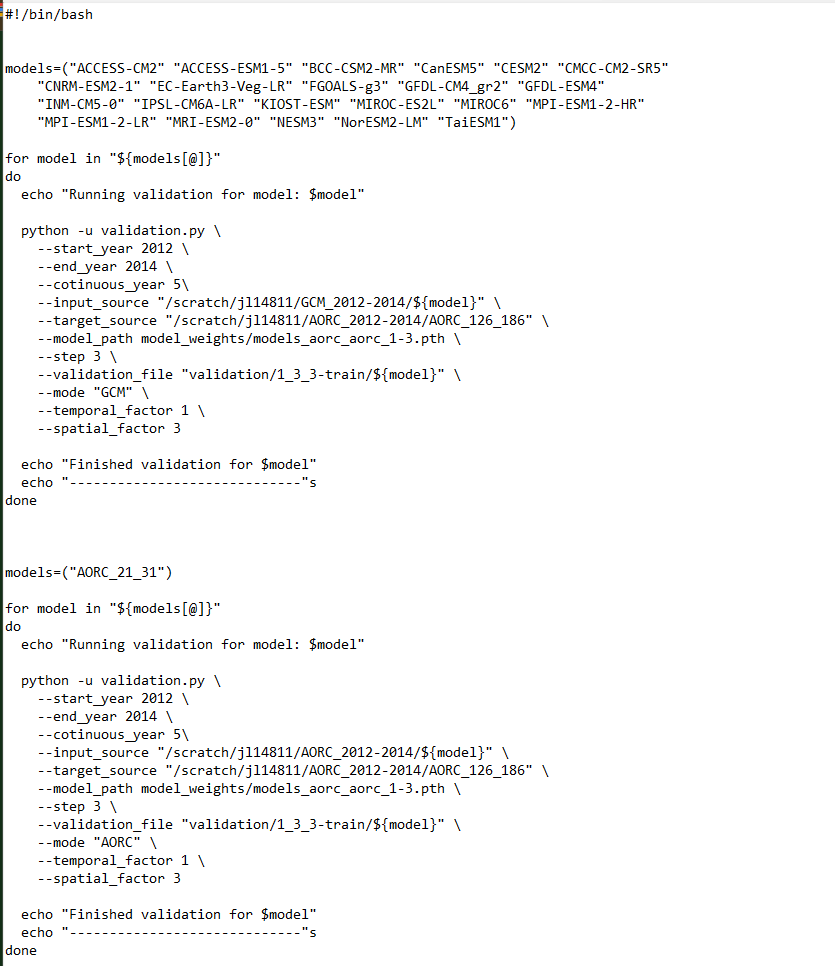 #!/bin/bash
models=("ACCESS-CM2" "ACCESS-ESM1-5" "BCC-CSM2-MR" "CanESM5" "CESM2" "CMCC-CM2-SR5"
    "CNRM-ESM2-1" "EC-Earth3-Veg-LR" "FGOALS-g3" "GFDL-CM4_gr2" "GFDL-ESM4"
    "INM-CM5-0" "IPSL-CM6A-LR" "KIOST-ESM" "MIROC-ES2L" "MIROC6" "MPI-ESM1-2-HR"
    "MPI-ESM1-2-LR" "MRI-ESM2-0" "NESM3" "NorESM2-LM" "TaiESM1")
for model in "${models[@]}"
do
  echo "Running validation for model: $model"
  python -u validation.py \
    --start_year 2012 \
    --end_year 2014 \
    --cotinuous_year 5\
    --input_source "/scratch/jl14811/GCM_2012-2014/${model}" \
    --target_source "/scratch/jl14811/AORC_2012-2014/AORC_126_186" \
    --model_path model_weights/models_aorc_aorc_1-3.pth \
    --step 3 \
    --validation_file "validation/1_3_3-train/${model}" \
    --mode "GCM" \
    --temporal_factor 1 \
    --spatial_factor 3
  echo "Finished validation for $model"
  echo "-----------------------------"s
done
models=("AORC_21_31")
for model in "${models[@]}"
do
  echo "Running validation for model: $model"
  python -u validation.py \
    --start_year 2012 \
    --end_year 2014 \
    --cotinuous_year 5\
    --input_source "/scratch/jl14811/AORC_2012-2014/${model}" \
    --target_source "/scratch/jl14811/AORC_2012-2014/AORC_126_186" \
    --model_path model_weights/models_aorc_aorc_1-3.pth \
    --step 3 \
    --validation_file "validation/1_3_3-train/${model}" \
    --mode "AORC" \
    --temporal_factor 1 \
    --spatial_factor 3
  echo "Finished validation for $model"
  echo "-----------------------------"s
done